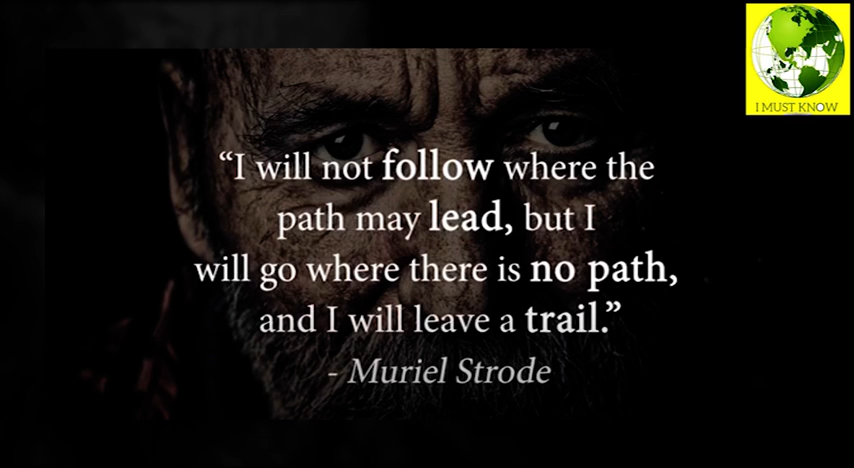 I MUST KNOW
“I will not follow where the
path may lead, but I
will go where there is no path,
and I will leave a trail.”
- Muriel Strode